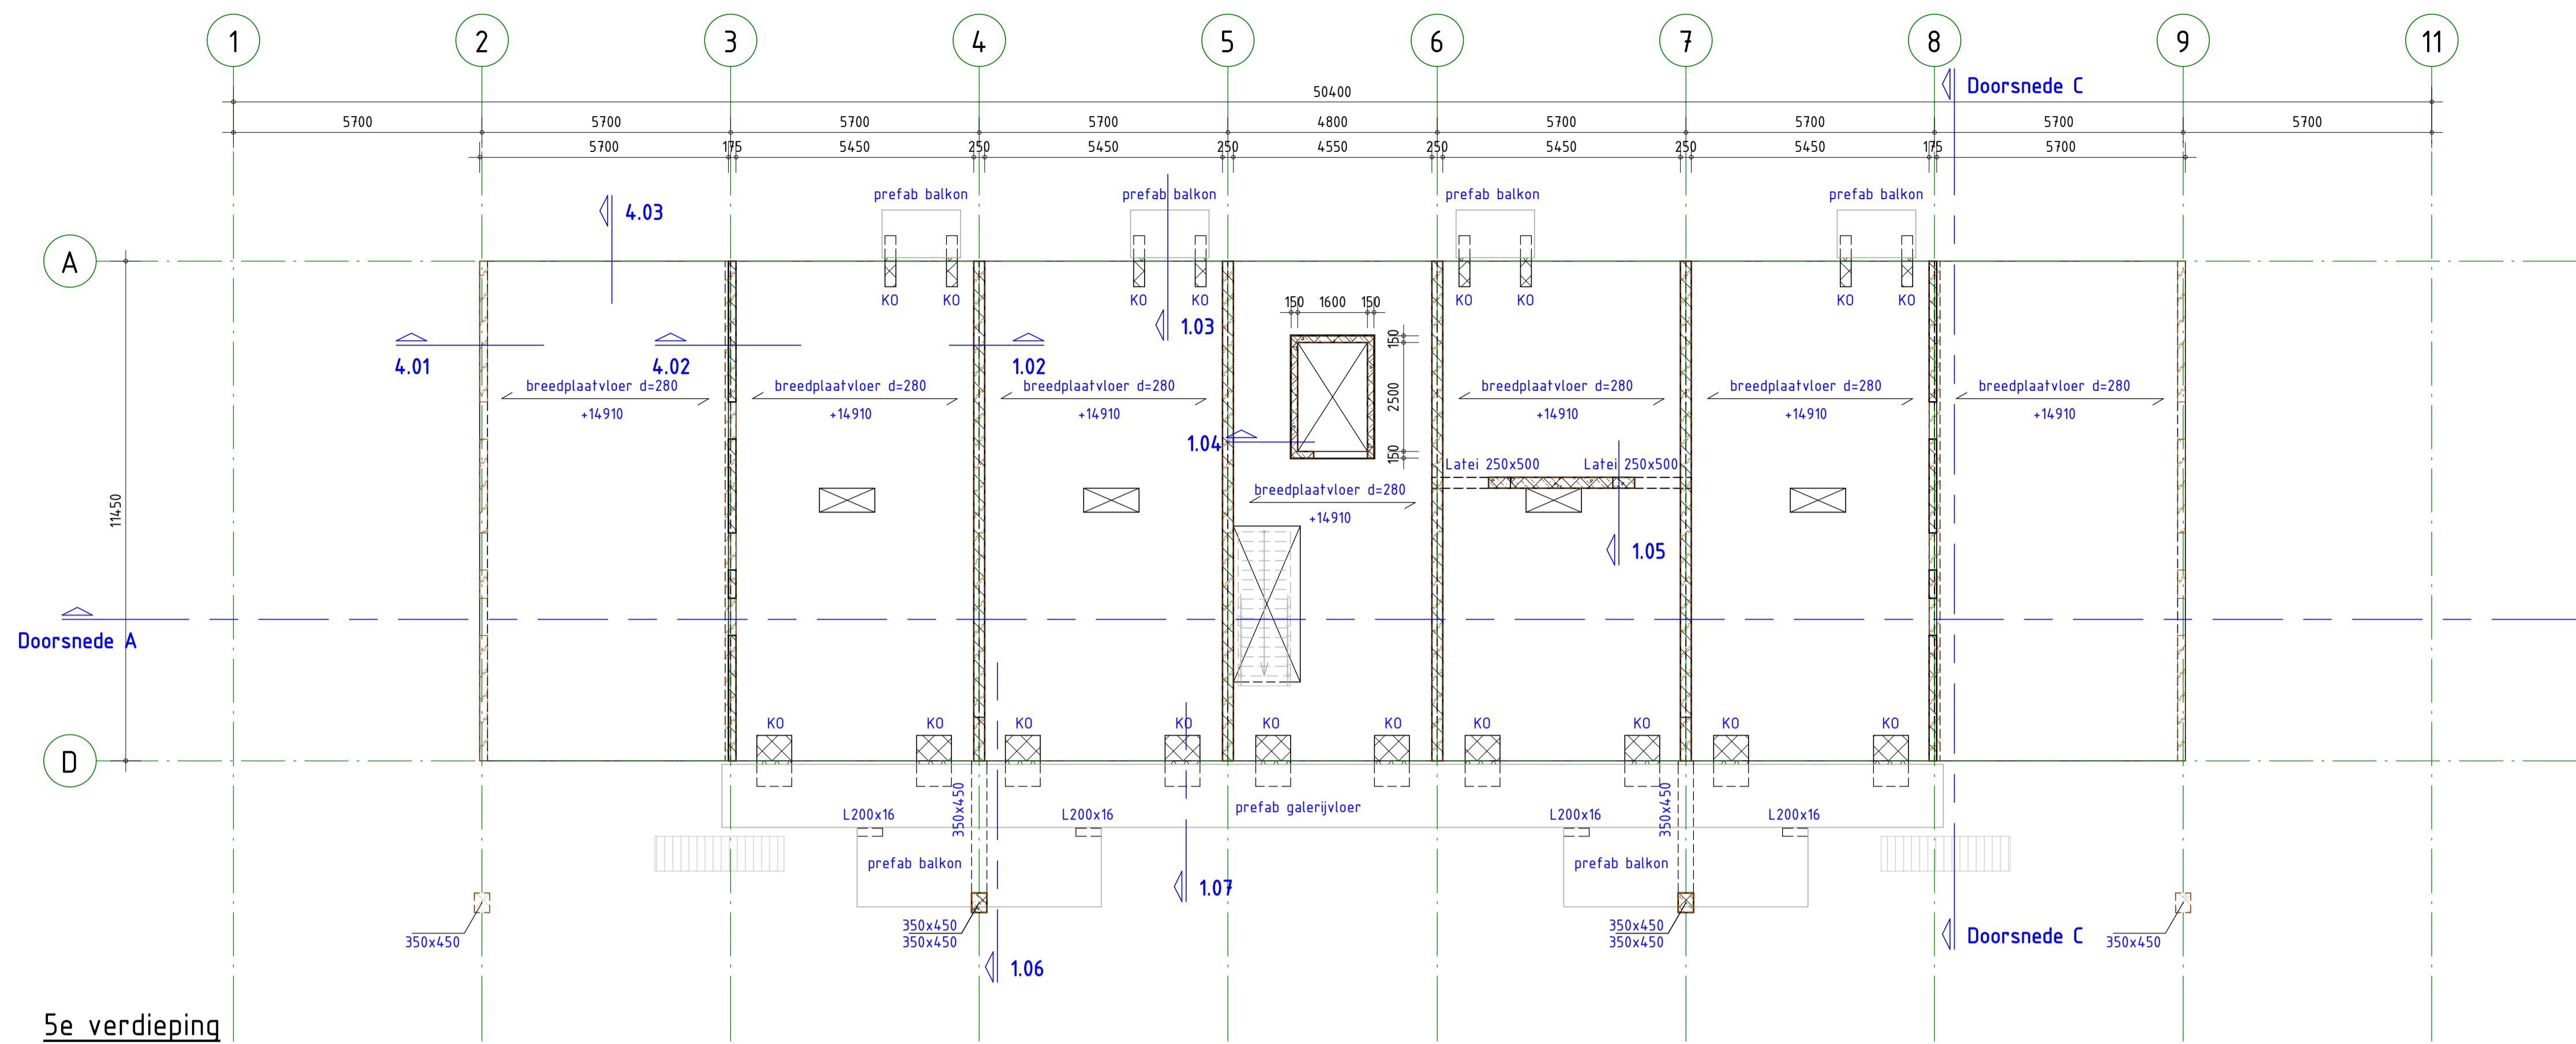 1 2 3 4 5 6 7 8 9 11
Doorsnede C
50400
5700 5700 5700 5700 4800 5700 5700 5700 5700
5700 175 5450 250 5450 250 4550 250 5450 250 5450 175 5700
prefab balkon prefab balkon prefab balkon prefab balkon
4.03
A
KO KO KO KO KO KO KO KO
150 1600 150
1.03
150
4.01 4.02 1.02
breedplaatvloer d=280 breedplaatvloer d=280 breedplaatvloer d=280 breedplaatvloer d=280 breedplaatvloer d=280 breedplaatvloer d=280
2500
+14910 +14910 +14910 +14910 +14910 +14910
1.04
150
Latei 250x500 Latei 250x500
breedplaatvloer d=280
11450
+14910
1.05
Doorsnede A
KO KO KO KO KO KO KO KO KO KO
D
350x450 350x450
prefab galerijvloer
L200x16 L200x16 L200x16 L200x16
prefab balkon prefab balkon
1.07
350x450 350x450
350x450 350x450 350x450 350x450
Doorsnede C
1.06
5e verdieping